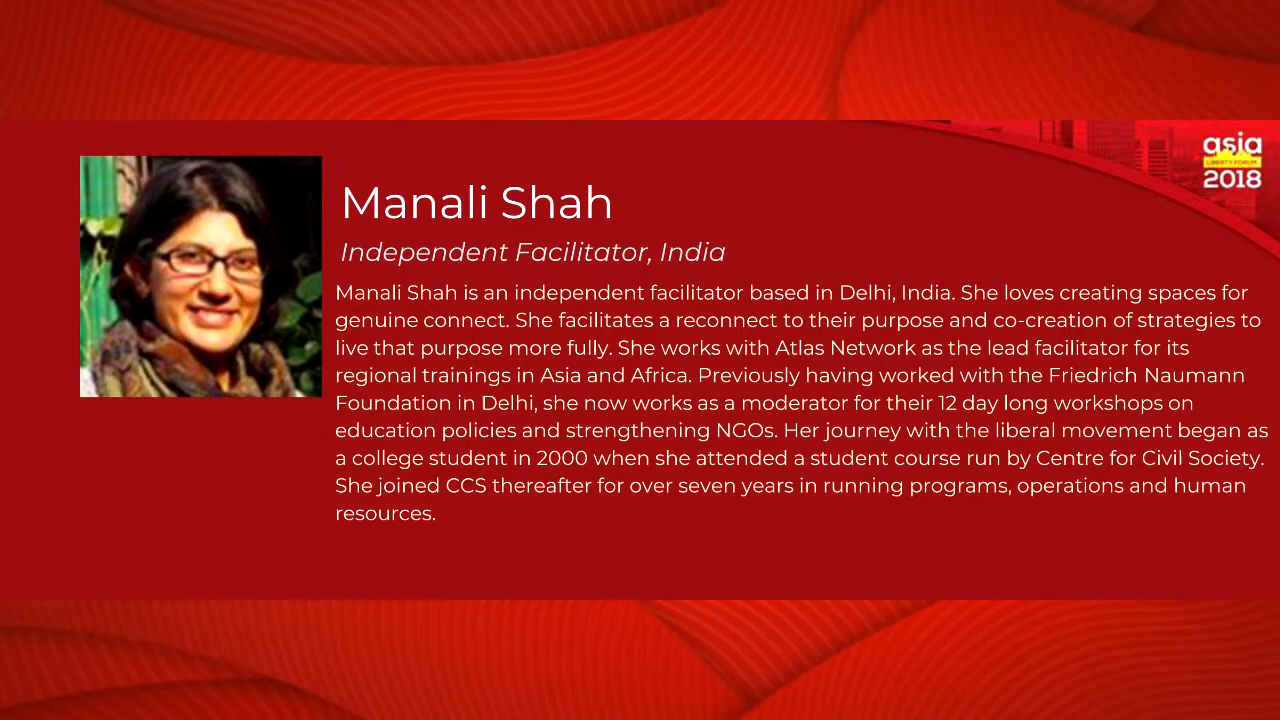 asia
LIBERTY FORUM
2018
Manali Shah
Independent Facilitator, India
Manali Shah is an independent facilitator based in Delhi, India. She loves creating spaces for
genuine connect. She facilitates a reconnect to their purpose and co-creation of strategies to
live that purpose more fully. She works with Atlas Network as the lead facilitator for its
regional trainings in Asia and Africa. Previously having worked with the Friedrich Naumann
Foundation in Delhi, she now works as a moderator for their 12 day long workshops on
education policies and strengthening NGOs. Her journey with the liberal movement began as
a college student in 2000 when she attended a student course run by Centre for Civil Society.
She joined CCS thereafter for over seven years in running programs, operations and human
resources.